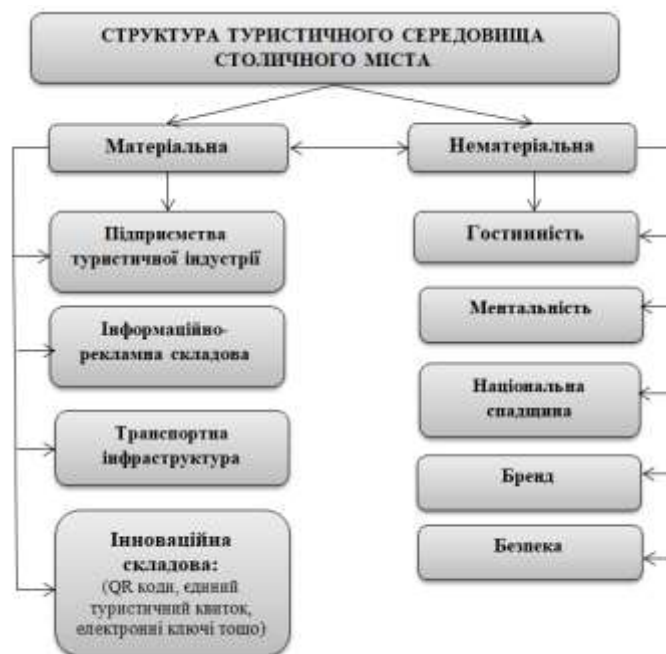 СТРУКТУРА ТУРИСТИЧНОГО СЕРЕДОВИЩА
СТОЛИЧНОГО МІСТА
Матеріальна
Нематеріальна
Підприємства
туристичної індустрії
Інформаційно-
рекламна складова
Транспортна
інфраструктура
Інноваційна
складова:
(QR коди, єдиний
туристичний квиток,
електронні ключі тощо)
Гостинність
Ментальність
Національна
спадщина
Бренд
Безпека